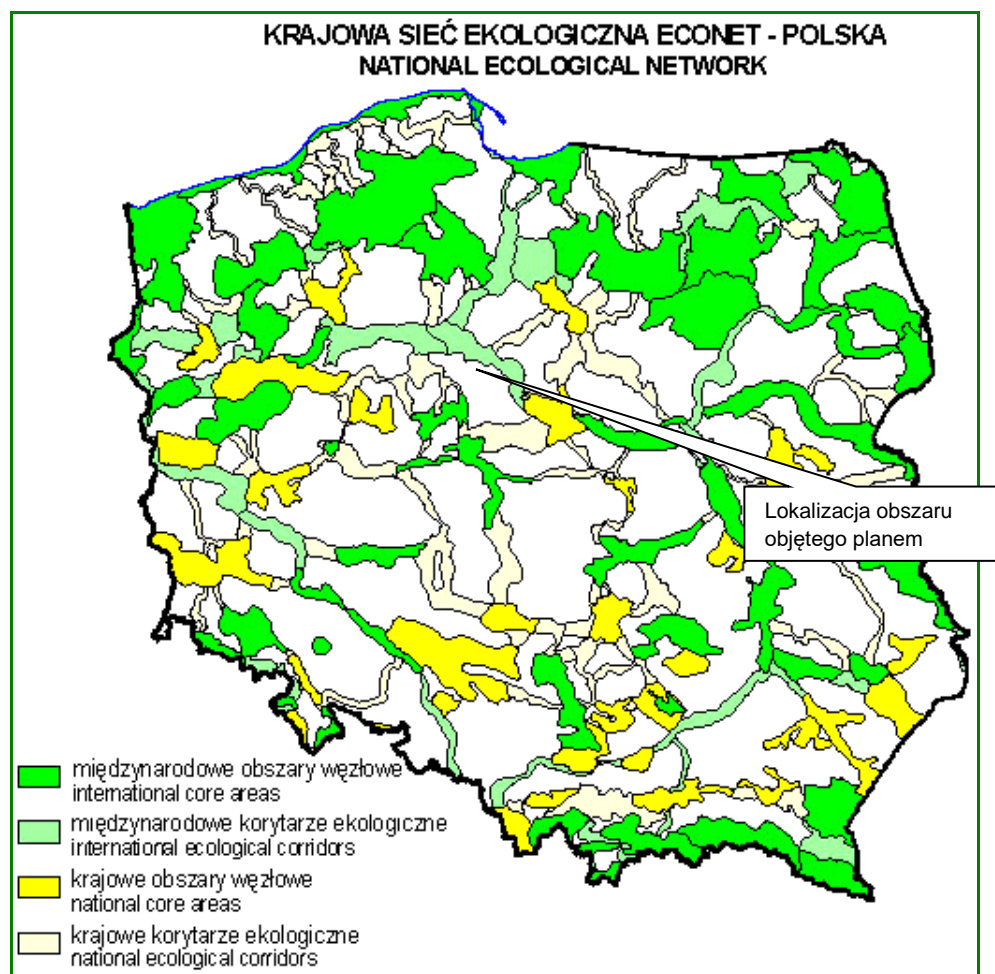 KRAJOWA SIEĆ EKOLOGICZNA ECONET - POLSKA
NATIONAL ECOLOGICAL NETWORK
Lokalizacja obszaru
objętego planem
międzynarodowe obszary węzłowe
international core areas
międzynarodowe korytarze ekologiczne
international ecological corridors
krajowe obszary węzłowe
national core areas
krajowe korytarze ekologiczne
national ecological corridors